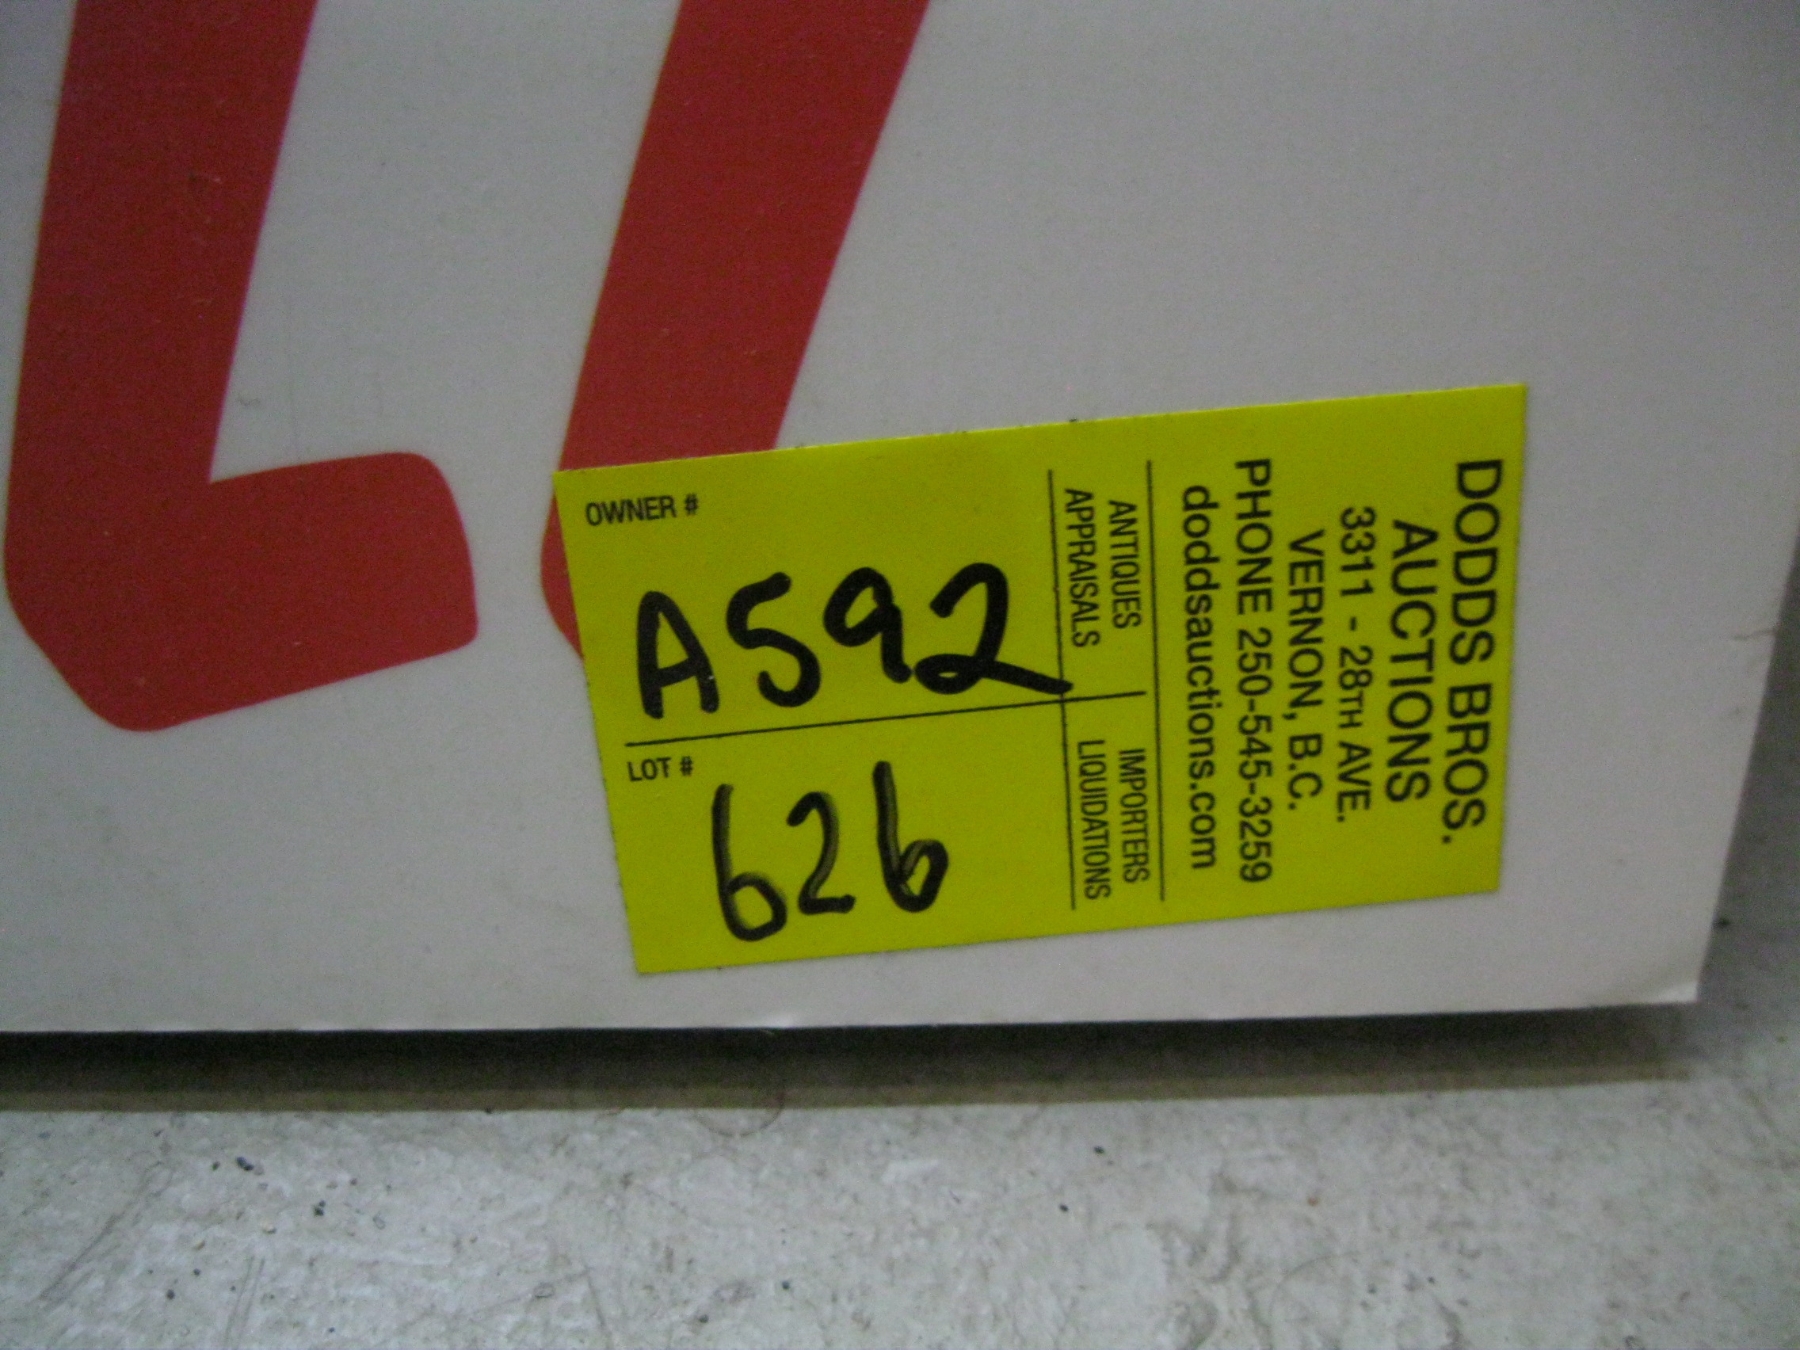 DODDS BROS.
AUCTIONS
3311 - 28TH AVE.
VERNON, B.C.
PHONE 250-545-3259
doddsauctions.com
ANTIQUES
APPRAISALS
IMPORTERS
LIQUIDATIONS
OWNER #
A592
LOT #
626